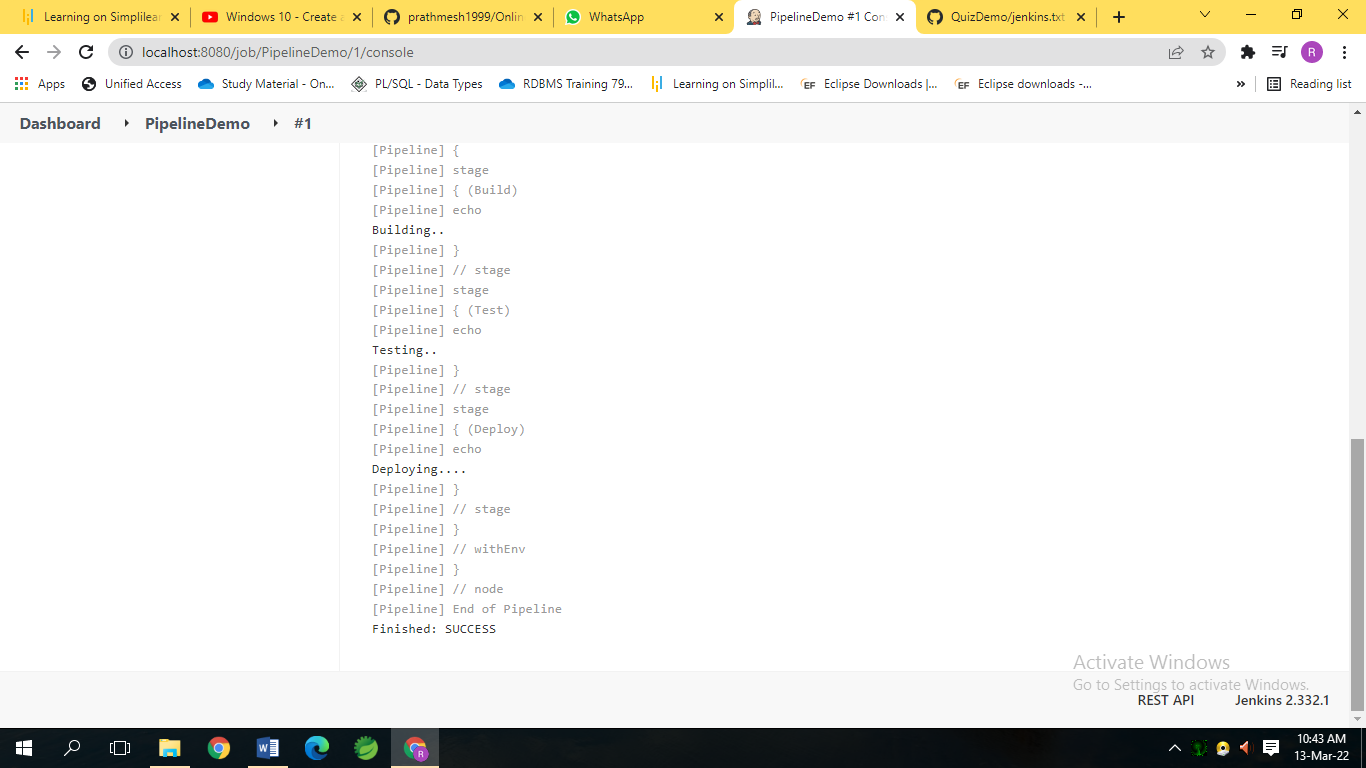 Learning on Simplilear
Windows 10 - Create a
prathmesh1999/Onlin
WhatsApp
PipelineDemo #1 Con
QuizDemo/jenkins.txt
localhost:8080/job/PipelineDemo/1/console
R
Apps
Unified Access
Study Material - On...
PL/SQL - Data Types
RDBMS Training 79...
Learning on Simplil...
EF Eclipse Downloads |...
EF Eclipse downloads -...
»
Reading list
Dashboard
PipelineDemo
#1
[Pipeline] {
[Pipeline] stage
[Pipeline] { (Build)
[Pipeline] echo
Building..
[Pipeline] }
[Pipeline] // stage
[Pipeline] stage
[Pipeline] { (Test)
[Pipeline] echo
Testing..
[Pipeline] }
[Pipeline] // stage
[Pipeline] stage
[Pipeline] { (Deploy)
[Pipeline] echo
Deploying....
[Pipeline] }
[Pipeline] // stage
[Pipeline] }
[Pipeline] // withEnv
[Pipeline] }
[Pipeline] // node
[Pipeline] End of Pipeline
Finished: SUCCESS
Activate Windows
Go to Settings to activate Windows.
REST API
Jenkins 2.332.1
R
10:43 AM
13-Mar-22